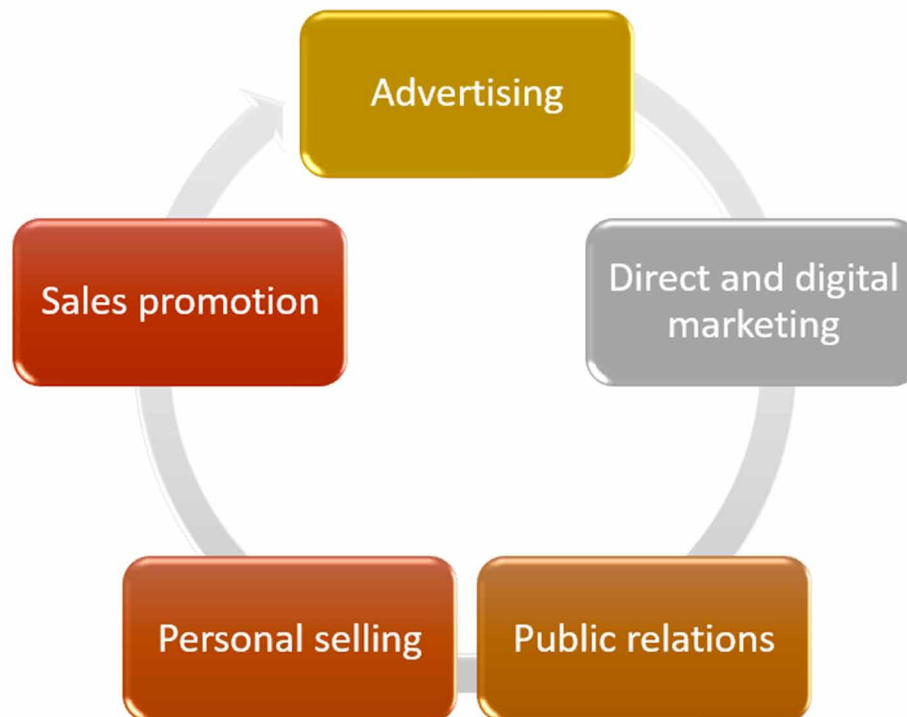 Advertising
Direct and digital
marketing
Public relations
Personal selling
Sales promotion